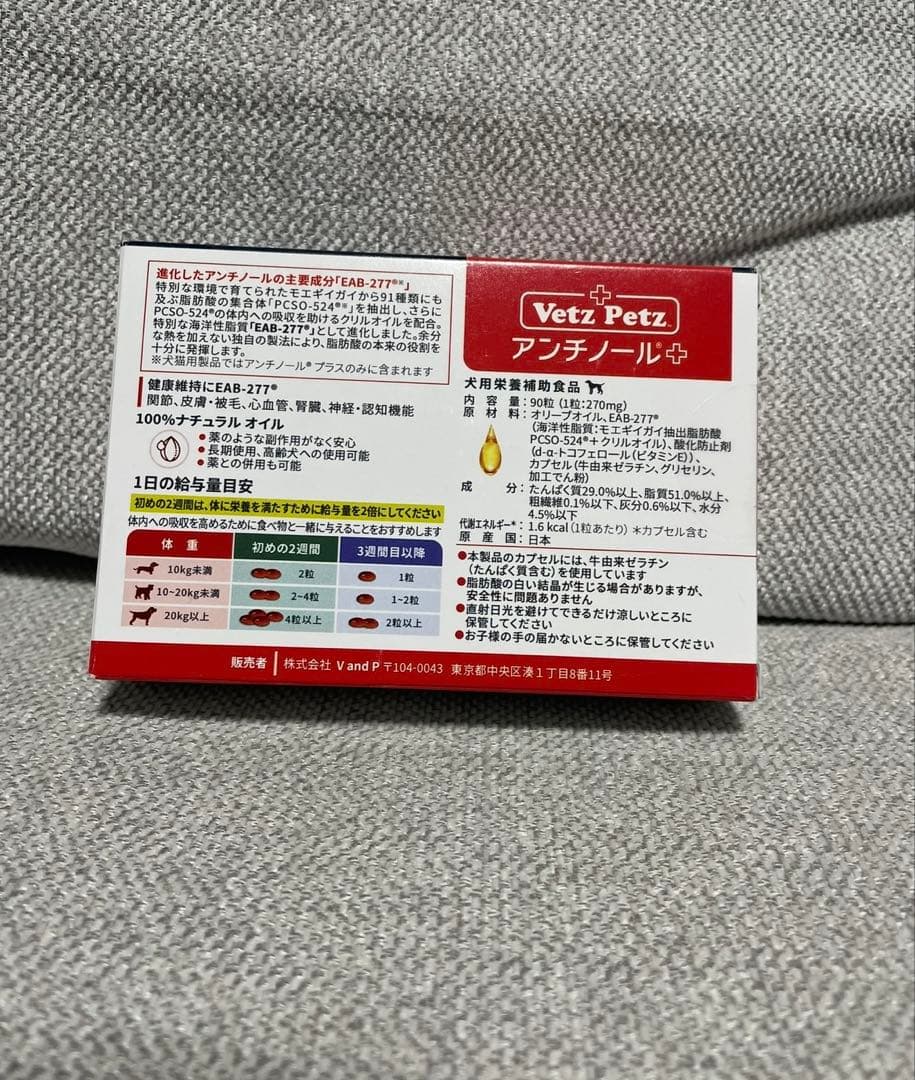 進化したアンチノールの主要成分「EAB-277®※」
特別な環境で育てられたモエギイガイから91種類にも
及ぶ脂肪酸の集合体「PCSO-524®※」を抽出し、さらに
PCSO-524®の体内への吸収を助けるクリルオイルを配合。
特別な海洋性脂質「EAB-277®」として進化しました。余分
な熱を加えない独自の製法により、脂肪酸の本来の役割を
十分に発揮します。
※犬猫用製品ではアンチノール® プラスのみに含まれます
健康維持にEAB-277®
関節、皮膚・被毛、心血管、腎臓、神経・認知機能
100%ナチュラル オイル
●薬のような副作用がなく安心
●長期使用、高齢犬への使用可能
●薬との併用も可能
1日の給与量目安
初めの2週間は、体に栄養を満たすために給与量を2倍にしてください
体内への吸収を高めるために食べ物と一緒に与えることをおすすめします
体 重 初めの2週間 3週間目以降
10kg未満 2粒 1粒
10~20kg未満 2~4粒 1~2粒
20kg以上 4粒以上 2粒以上
Vetz Petz™
アンチノール®+
犬用栄養補助食品
内 容 量：90粒（1粒：270mg）
原 材 料：オリーブオイル、EAB-277®
（海洋性脂質：モエギイガイ抽出脂肪酸
PCSO-524®＋クリルオイル）、酸化防止剤
（d-α-トコフェロール（ビタミンE））、
カプセル（牛由来ゼラチン、グリセリン、
加工でん粉）
成 分：たんぱく質29.0%以上、脂質51.0%以上、
粗繊維0.1%以下、灰分0.6%以下、水分
4.5%以下
代謝エネルギー*：1.6 kcal（1粒あたり）＊カプセル含む
原 産 国：日本
●本製品のカプセルには、牛由来ゼラチン
（たんぱく質含む）を使用しています
●脂肪酸の白い結晶が生じる場合がありますが、
安全性に問題ありません
●直射日光を避けてできるだけ涼しいところに
保管してください
●お子様の手の届かないところに保管してください
販売者 株式会社 V and P 〒104-0043 東京都中央区湊1丁目8番11号